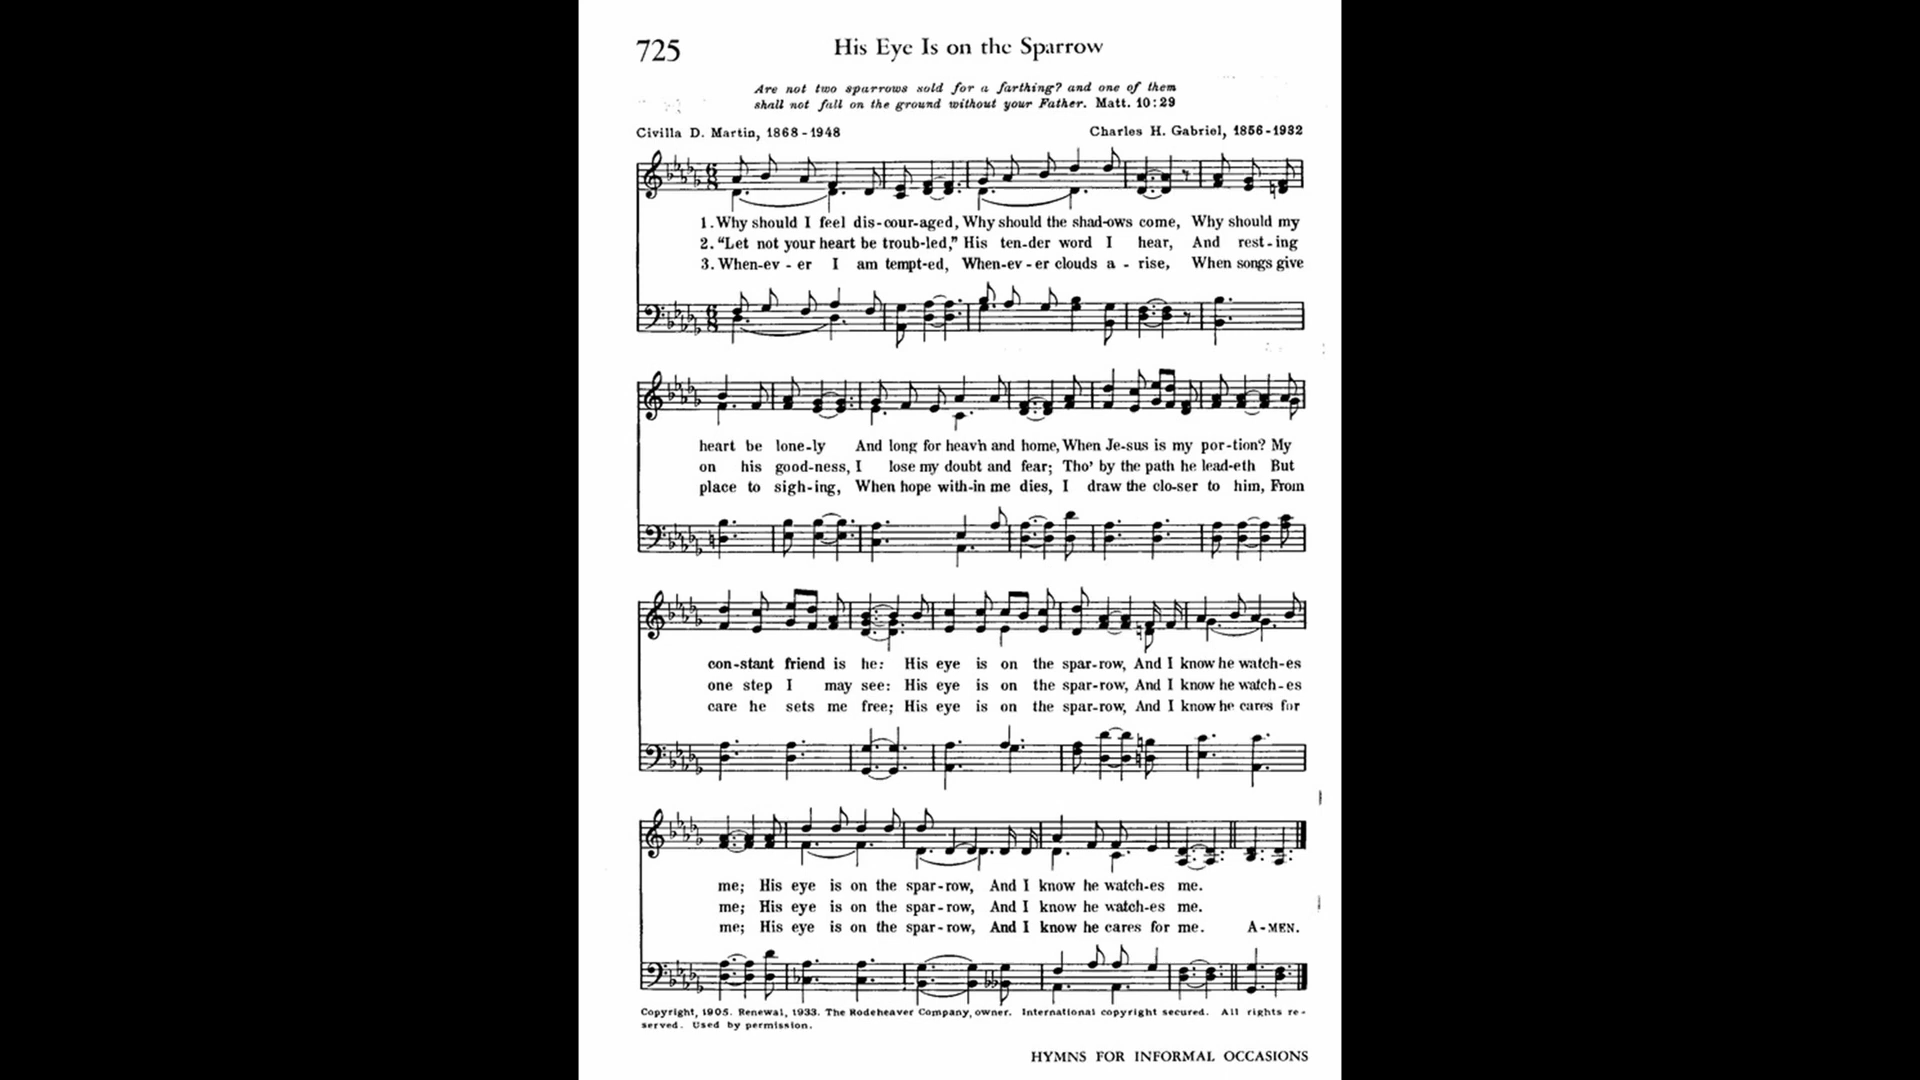 725
His Eye Is on the Sparrow
Are not two sparrows sold for a farthing? and one of them
shall not fall on the ground without your Father. Matt. 10:29
Civilla D. Martin, 1868-1948
Charles H. Gabriel, 1856-1932
1. Why should I feel dis-cour-aged, Why should the shad-ows come, Why should my
2. “Let not your heart be troub-led,” His ten-der word I hear, And rest-ing
3. When-ev - er I am tempt-ed, When-ev-er clouds a - rise, When songs give
heart be lone-ly And long for heav'n and home, When Je-sus is my por-tion? My
on his good-ness, I lose my doubt and fear; Tho' by the path he lead-eth But
place to sigh-ing, When hope with-in me dies, I draw the clo-ser to him, From
con-stant friend is he: His eye is on the spar-row, And I know he watch-es
one step I may see: His eye is on the spar-row, And I know he watch-es
care he sets me free; His eye is on the spar-row, And I know he cares for
me; His eye is on the spar-row, And I know he watch-es me.
me; His eye is on the spar-row, And I know he watch-es me.
me; His eye is on the spar-row, And I know he cares for me. A-MEN.
Copyright, 1905. Renewal, 1933. The Rodeheaver Company, owner. International copyright secured. All rights re-
served. Used by permission.
HYMNS FOR INFORMAL OCCASIONS